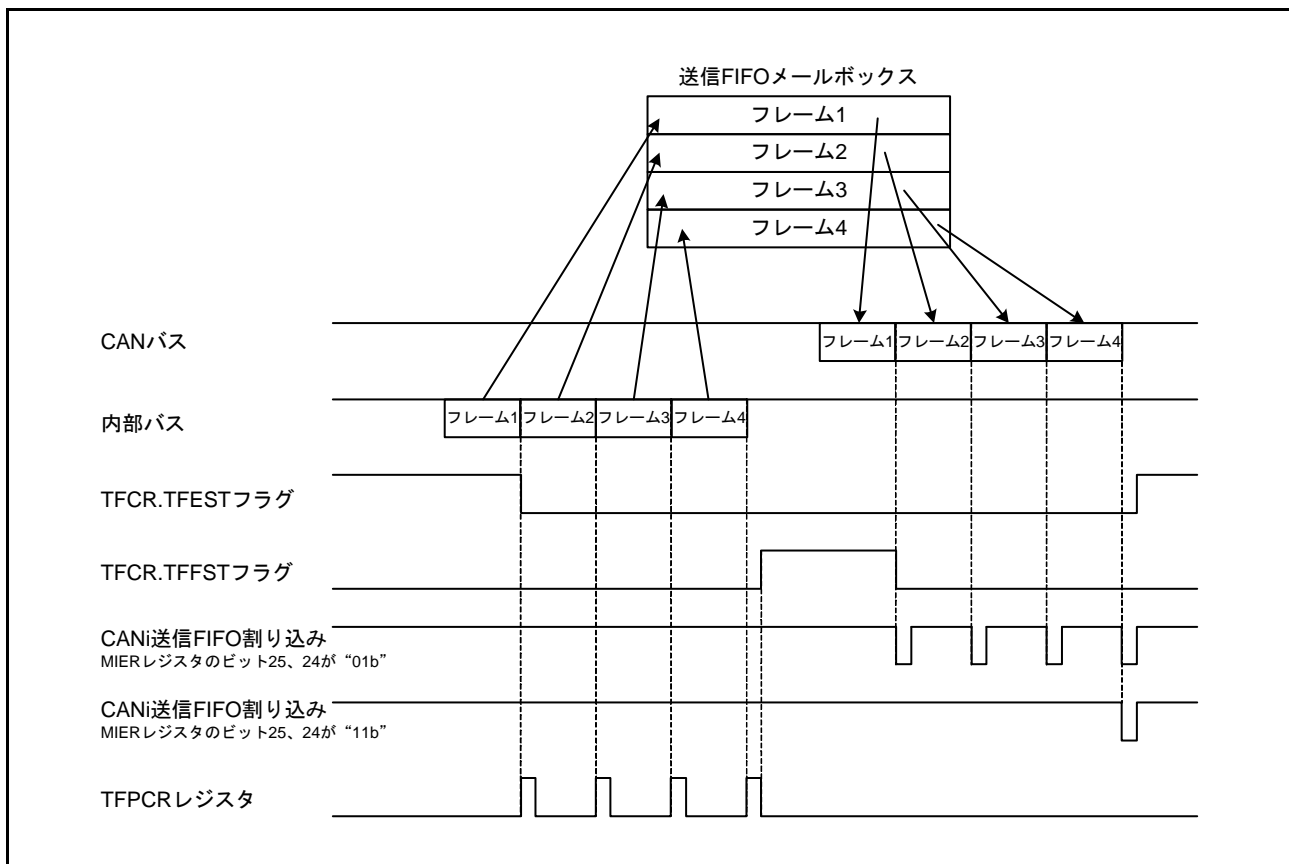 送信FIFOメールボックス
フレーム1
フレーム2
フレーム3
フレーム4
CANバス
フレーム1 フレーム2 フレーム3 フレーム4
内部バス
フレーム1 フレーム2 フレーム3 フレーム4
TFCR.TFESTフラグ
TFCR.TFFSTフラグ
CANi送信FIFO割り込み
MIERレジスタのビット25、24が“01b”
CANi送信FIFO割り込み
MIERレジスタのビット25、24が“11b”
TFPCRレジスタ